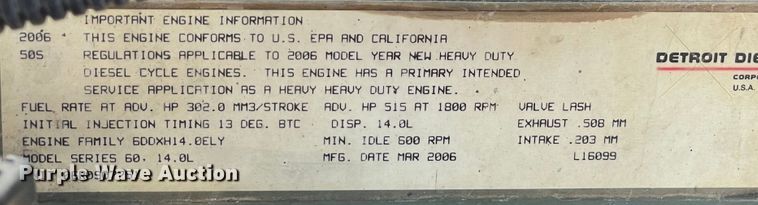 IMPORTANT ENGINE INFORMATION
2006 THIS ENGINE CONFORMS TO U.S. EPA AND CALIFORNIA
50S REGULATIONS APPLICABLE TO 2006 MODEL YEAR NEW HEAVY DUTY
DIESEL CYCLE ENGINES. THIS ENGINE HAS A PRIMARY INTENDED
SERVICE APPLICATION AS A HEAVY HEAVY DUTY ENGINE.
DETROIT DIE
CORPO
U.S.A.
FUEL RATE AT ADV. HP 302.0 MM3/STROKE ADV. HP 515 AT 1800 RPM VALVE LASH
INITIAL INJECTION TIMING 13 DEG. BTC DISP. 14.0L EXHAUST .508 MM
ENGINE FAMILY 6DDXH14.0ELY MIN. IDLE 600 RPM INTAKE .203 MM
MODEL SERIES 60, 14.0L MFG. DATE MAR 2006 L16099
Purple Wave Auction